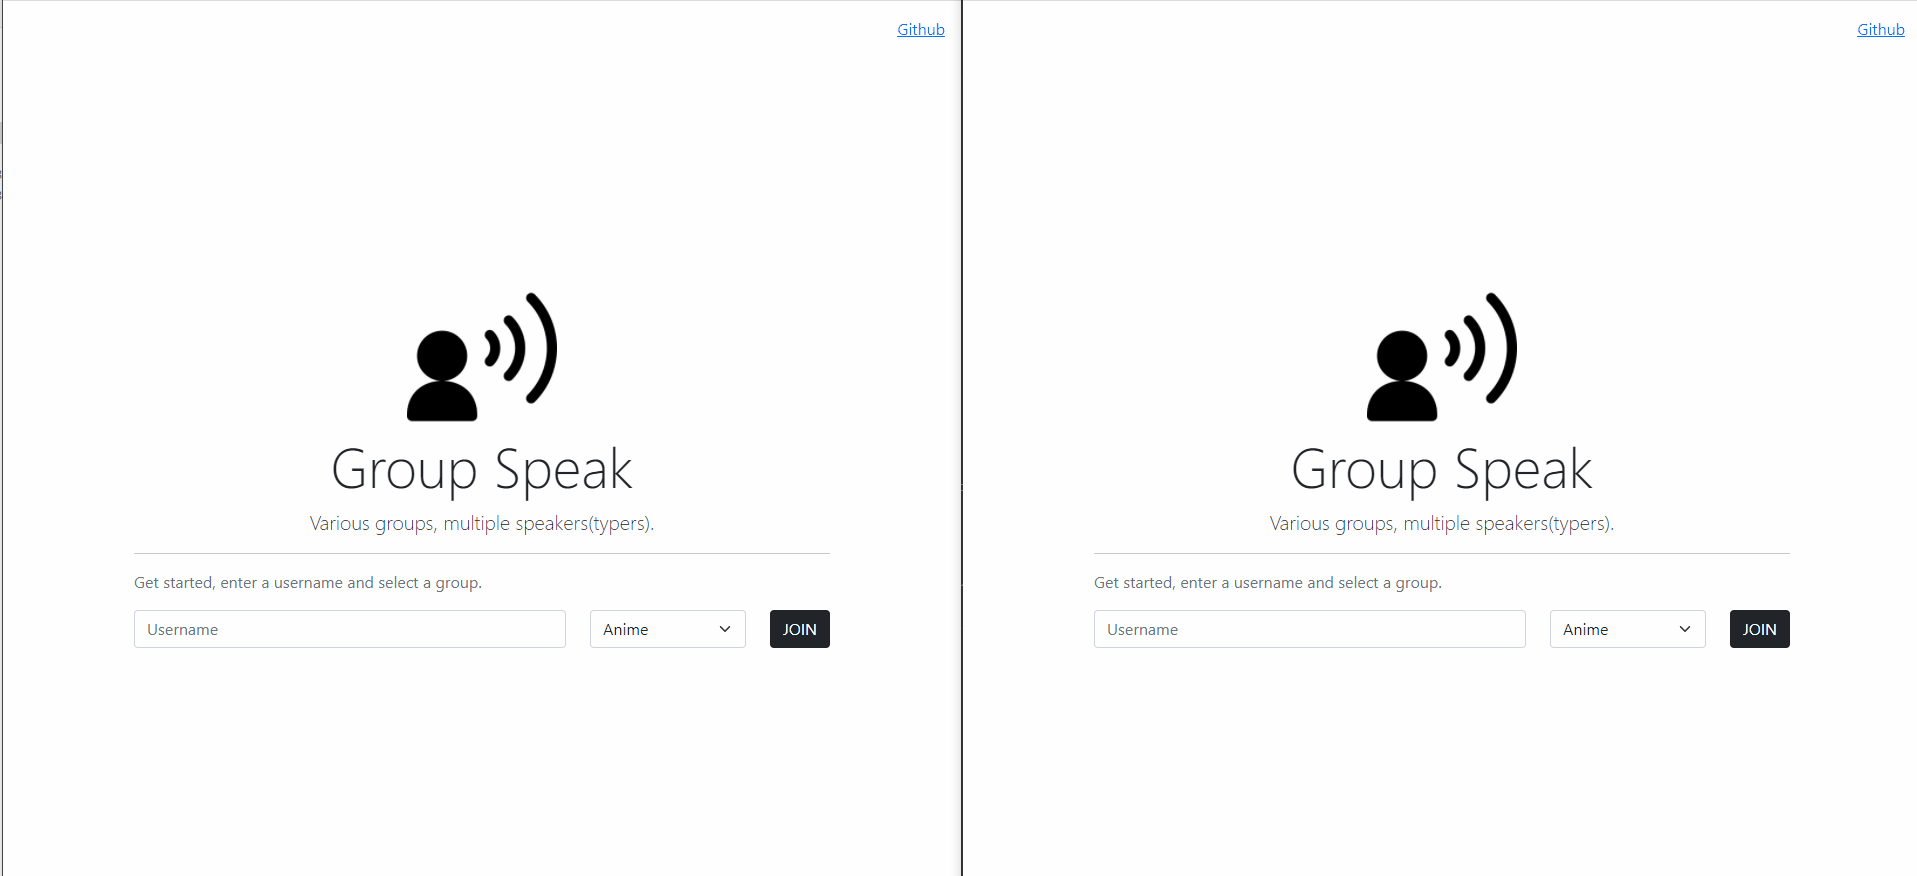 Github
Group Speak
Various groups, multiple speakers(typers).
Get started, enter a username and select a group.
Username
Anime
JOIN
Github
Group Speak
Various groups, multiple speakers(typers).
Get started, enter a username and select a group.
Username
Anime
JOIN